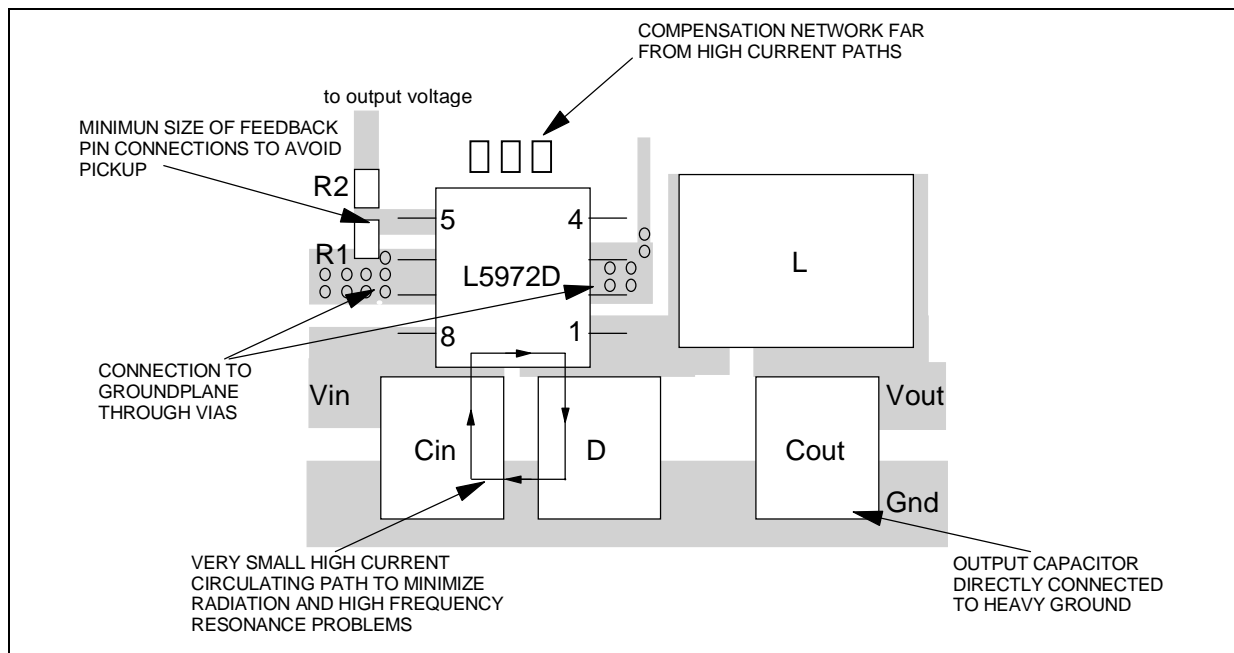 COMPENSATION NETWORK FAR
FROM HIGH CURRENT PATHS
to output voltage
MINIMUN SIZE OF FEEDBACK
PIN CONNECTIONS TO AVOID
PICKUP
R2
R1
5
4
L5972D
8
1
L
CONNECTION TO
GROUNDPLANE
THROUGH VIAS
Vin
Cin
D
Cout
Vout
Gnd
VERY SMALL HIGH CURRENT
CIRCULATING PATH TO MINIMIZE
RADIATION AND HIGH FREQUENCY
RESONANCE PROBLEMS
OUTPUT CAPACITOR
DIRECTLY CONNECTED
TO HEAVY GROUND